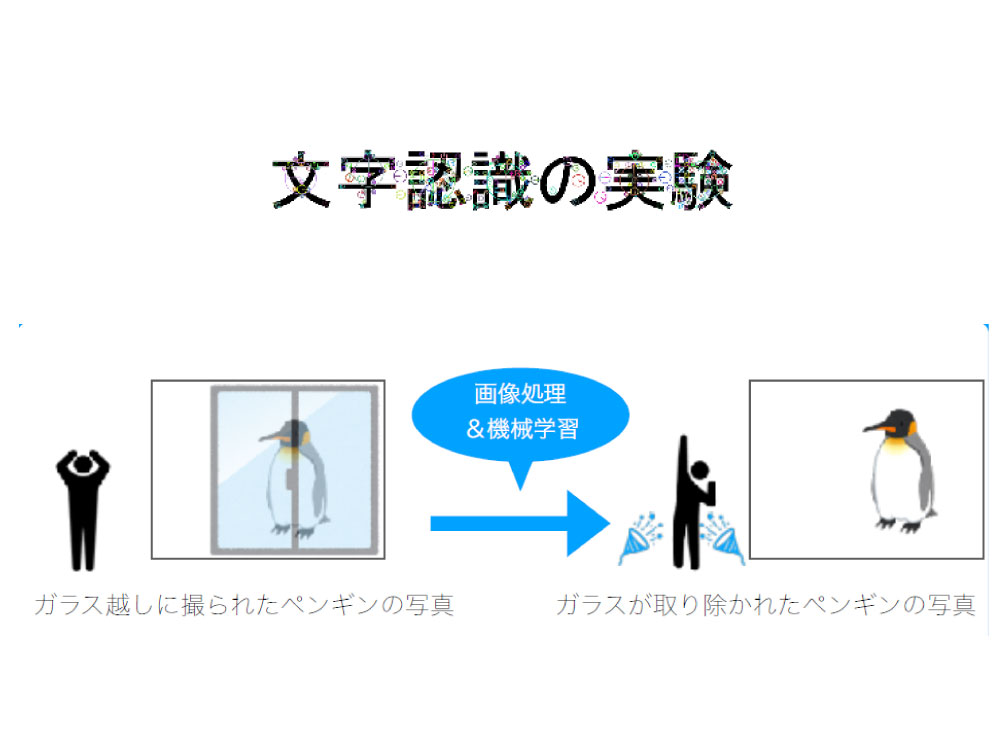 文字認識の実験
画像処理
＆機械学習
ガラス越しに撮られたペンギンの写真
ガラスが取り除かれたペンギンの写真